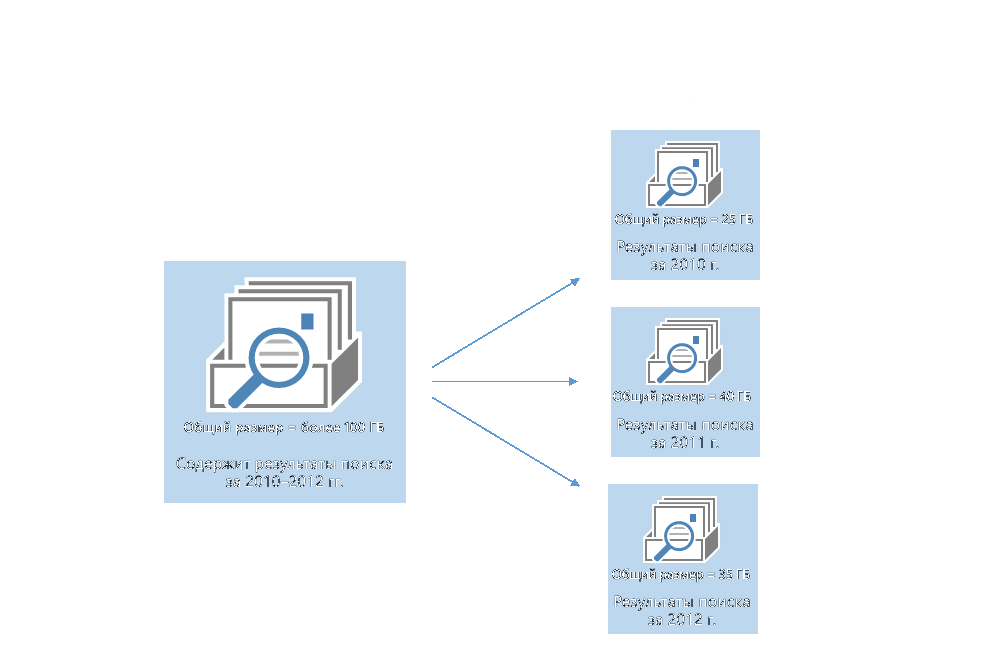 Общий размер = более 100 ГБ
Содержит результаты поиска
за 2010–2012 гг.
Общий размер = 25 ГБ
Результаты поиска
за 2010 г.
Общий размер = 40 ГБ
Результаты поиска
за 2011 г.
Общий размер = 35 ГБ
Результаты поиска
за 2012 г.